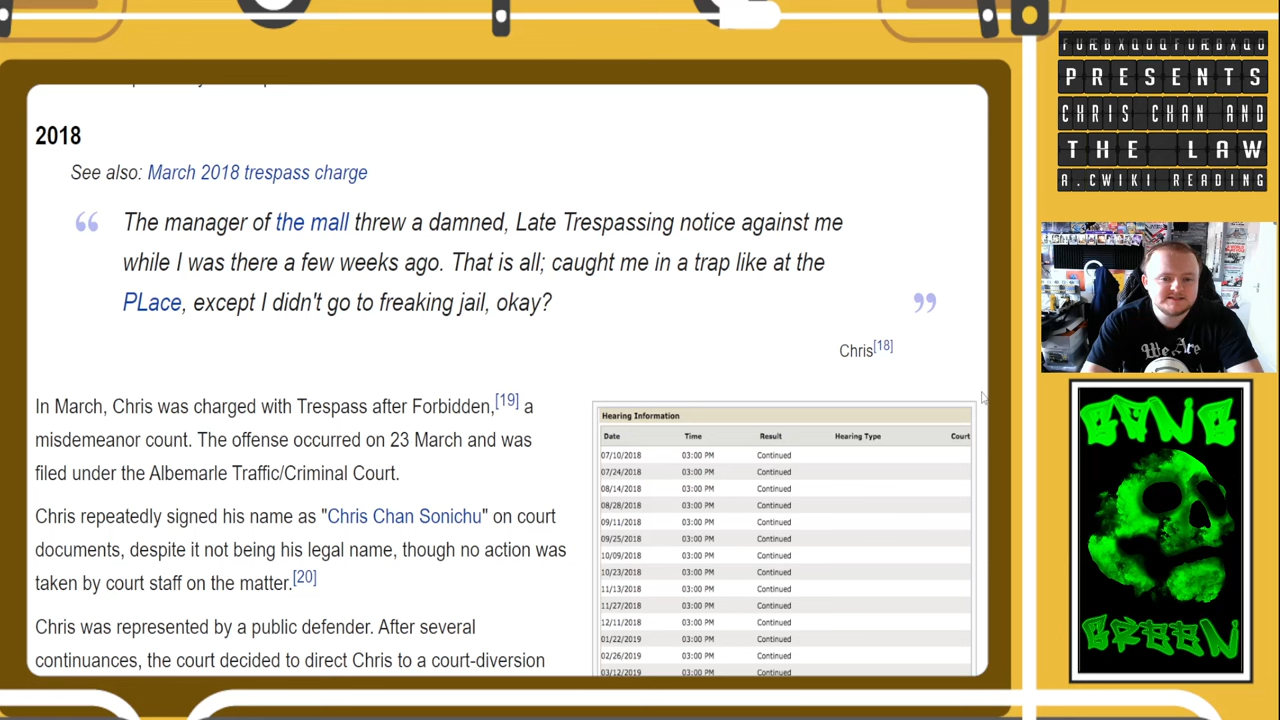 FUÆDXQOQFUÆDXQO
PRESENTS
CHRIS CHAN AND
THE LAW
A.CWIKI READING
2018
See also: March 2018 trespass charge
“ The manager of the mall threw a damned, Late Trespassing notice against me
while I was there a few weeks ago. That is all; caught me in a trap like at the
PLace, except I didn't go to freaking jail, okay? ”
Chris[18]
In March, Chris was charged with Trespass after Forbidden,[19] a
misdemeanor count. The offense occurred on 23 March and was
filed under the Albemarle Traffic/Criminal Court.
Chris repeatedly signed his name as "Chris Chan Sonichu" on court
documents, despite it not being his legal name, though no action was
taken by court staff on the matter.[20]
Chris was represented by a public defender. After several
continuances, the court decided to direct Chris to a court-diversion
Hearing Information
Date Time Result Hearing Type Court
07/10/2018 03:00 PM Continued
07/24/2018 03:00 PM Continued
08/14/2018 03:00 PM Continued
08/28/2018 03:00 PM Continued
09/11/2018 03:00 PM Continued
09/25/2018 03:00 PM Continued
10/09/2018 03:00 PM Continued
10/23/2018 03:00 PM Continued
11/13/2018 03:00 PM Continued
11/27/2018 03:00 PM Continued
12/11/2018 03:00 PM Continued
01/22/2019 03:00 PM Continued
02/26/2019 03:00 PM Continued
03/12/2019 03:00 PM Continued
We Are
GANG
GREEN